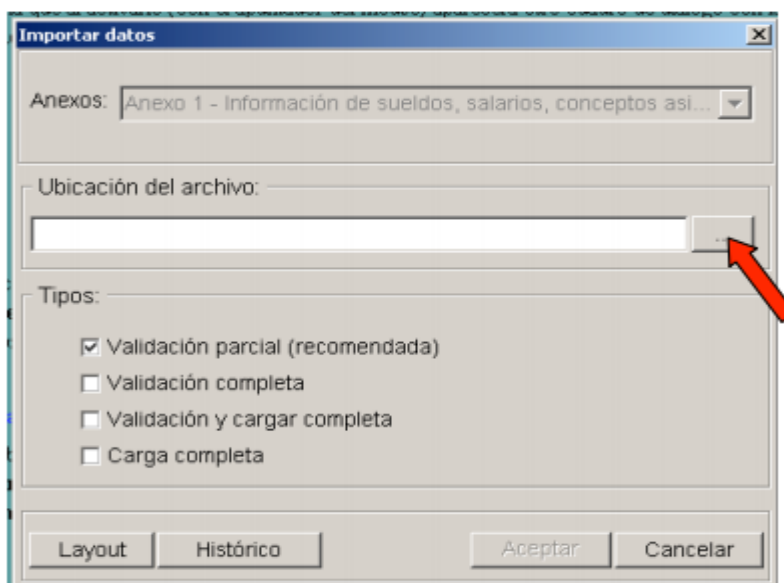 Importar datos
Anexos: Anexo 1 - Información de sueldos, salarios, conceptos asi...
Ubicación del archivo:
...
Tipos:
Validación parcial (recomendada)
Validación completa
Validación y cargar completa
Carga completa
Layout Histórico Aceptar Cancelar